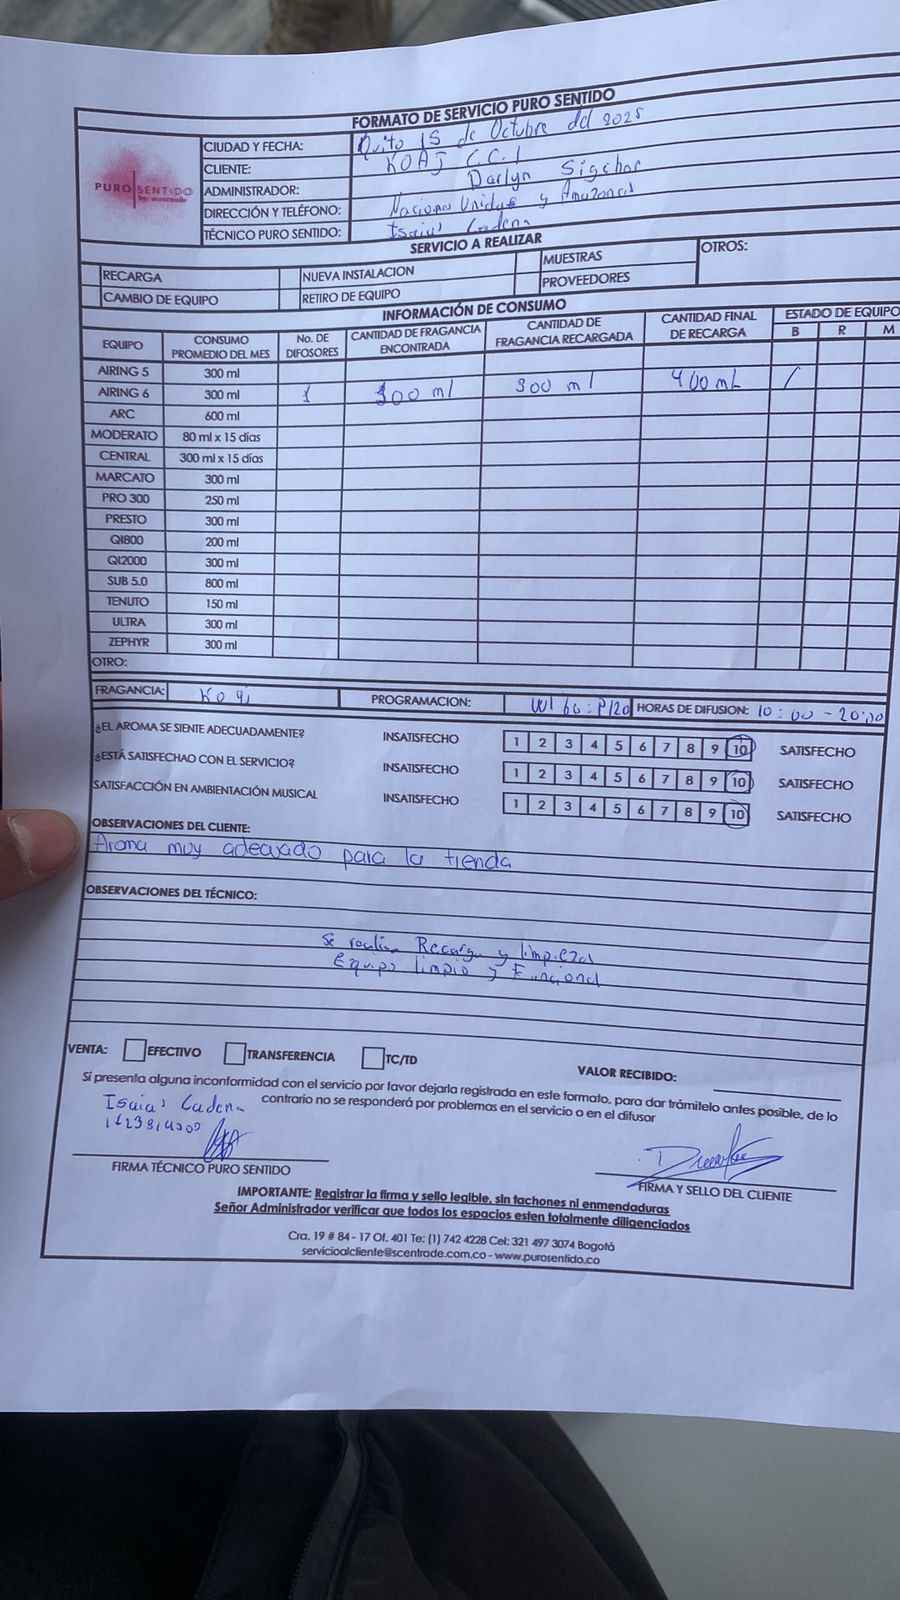 FORMATO DE SERVICIO PURO SENTIDO
PURO SENTIDO
CIUDAD Y FECHA: Quito 15 de Octubre del 2025
CLIENTE: KOAJ C.C.I
ADMINISTRADOR: Darlyn Sigcha
DIRECCIÓN Y TELÉFONO: Naciones Unidas y Amazonas
TÉCNICO PURO SENTIDO: Isaias Cadena
SERVICIO A REALIZAR
RECARGA NUEVA INSTALACION MUESTRAS OTROS:
CAMBIO DE EQUIPO RETIRO DE EQUIPO PROVEEDORES
INFORMACIÓN DE CONSUMO
EQUIPO CONSUMO PROMEDIO DEL MES No. DE DIFOSORES CANTIDAD DE FRAGANCIA ENCONTRADA CANTIDAD DE FRAGANCIA RECARGADA CANTIDAD FINAL DE RECARGA ESTADO DE EQUIPO B R M
AIRING 5 300 ml
AIRING 6 300 ml 1 100 ml 300 ml 400 mL /
ARC 600 ml
MODERATO 80 ml x 15 días
CENTRAL 300 ml x 15 días
MARCATO 300 ml
PRO 300 250 ml
PRESTO 300 ml
QI800 200 ml
QI2000 300 ml
SUB 5.0 800 ml
TENUTO 150 ml
ULTRA 300 ml
ZEPHYR 300 ml
OTRO:
FRAGANCIA: Koaj PROGRAMACION: W160:P120 HORAS DE DIFUSION: 10:00 - 20:00
¿EL AROMA SE SIENTE ADECUADAMENTE? INSATISFECHO 1 2 3 4 5 6 7 8 9 10 SATISFECHO
¿ESTÁ SATISFECHAO CON EL SERVICIO? INSATISFECHO 1 2 3 4 5 6 7 8 9 10 SATISFECHO
SATISFACCIÓN EN AMBIENTACIÓN MUSICAL INSATISFECHO 1 2 3 4 5 6 7 8 9 10 SATISFECHO
OBSERVACIONES DEL CLIENTE:
Aroma muy adecuado para la tienda
OBSERVACIONES DEL TÉCNICO:
Se realiza Recarga y limpieza
Equipo limpio y Funcional
VENTA: EFECTIVO TRANSFERENCIA TC/TD VALOR RECIBIDO:
Si presenta alguna inconformidad con el servicio por favor dejarla registrada en este formato, para dar trámitelo antes posible, de lo
contrario no se responderá por problemas en el servicio o en el difusor
Isaias Cadena
FIRMA TÉCNICO PURO SENTIDO FIRMA Y SELLO DEL CLIENTE
IMPORTANTE: Registrar la firma y sello legible, sin tachones ni enmendaduras
Señor Administrador verificar que todos los espacios esten totalmente diligenciados
Cra. 19 # 84 - 17 Of. 401 Te: (1) 742 4228 Cel: 321 497 3074 Bogotá
servicioalcliente@scentrade.com.co - www.purosentido.co